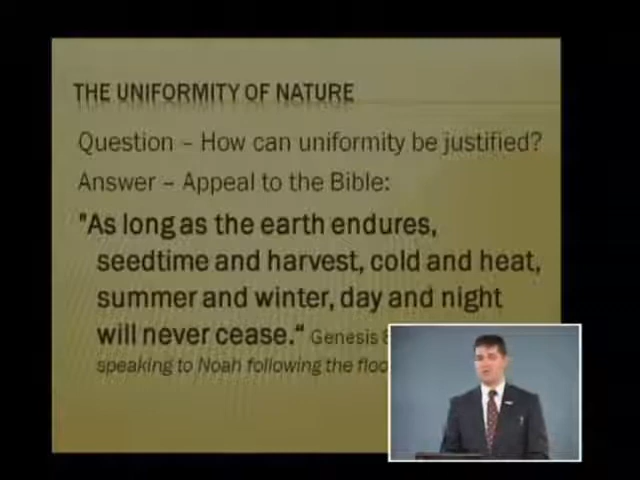 THE UNIFORMITY OF NATURE
Question – How can uniformity be justified?
Answer – Appeal to the Bible:
"As long as the earth endures,
seedtime and harvest, cold and heat,
summer and winter, day and night
will never cease.“ Genesis
speaking to Noah following the